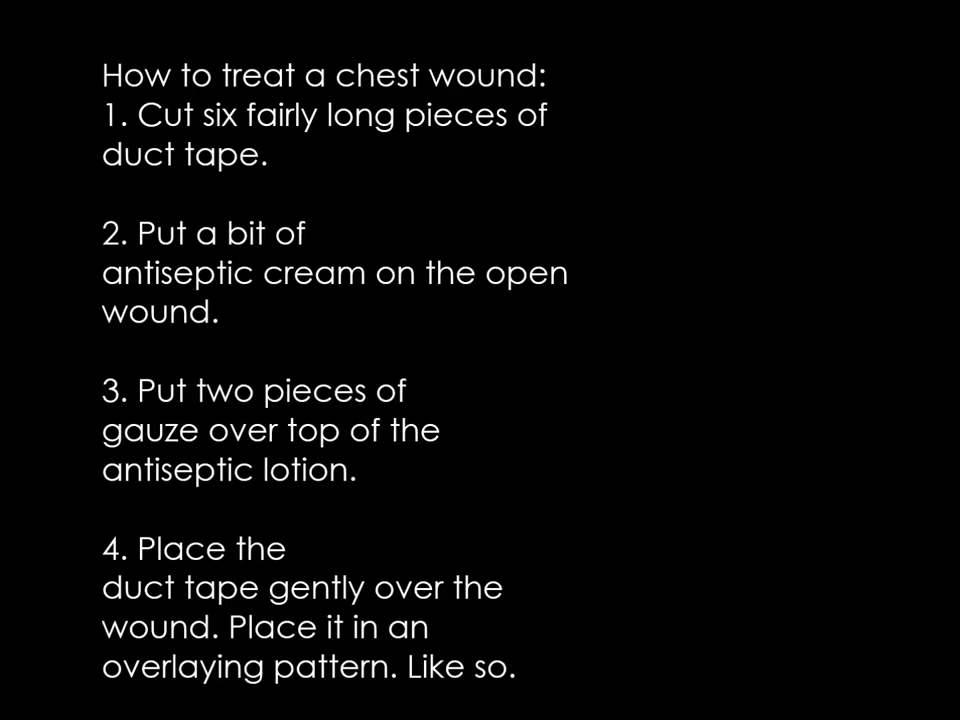 How to treat a chest wound:
1. Cut six fairly long pieces of
duct tape.
2. Put a bit of
antiseptic cream on the open
wound.
3. Put two pieces of
gauze over top of the
antiseptic lotion.
4. Place the
duct tape gently over the
wound. Place it in an
overlaying pattern. Like so.